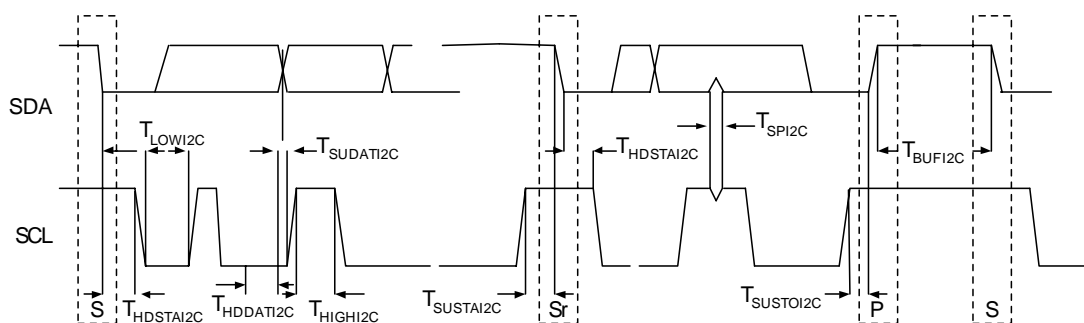 SDA
T_LOWI2C
T_SUDATI2C
T_HDSTAI2C
T_SPI2C
T_BUFI2C
SCL
S
T_HDSTAI2C
T_HDDATI2C
T_HIGHI2C
T_SUSTAI2C
Sr
T_SUSTOI2C
P
S